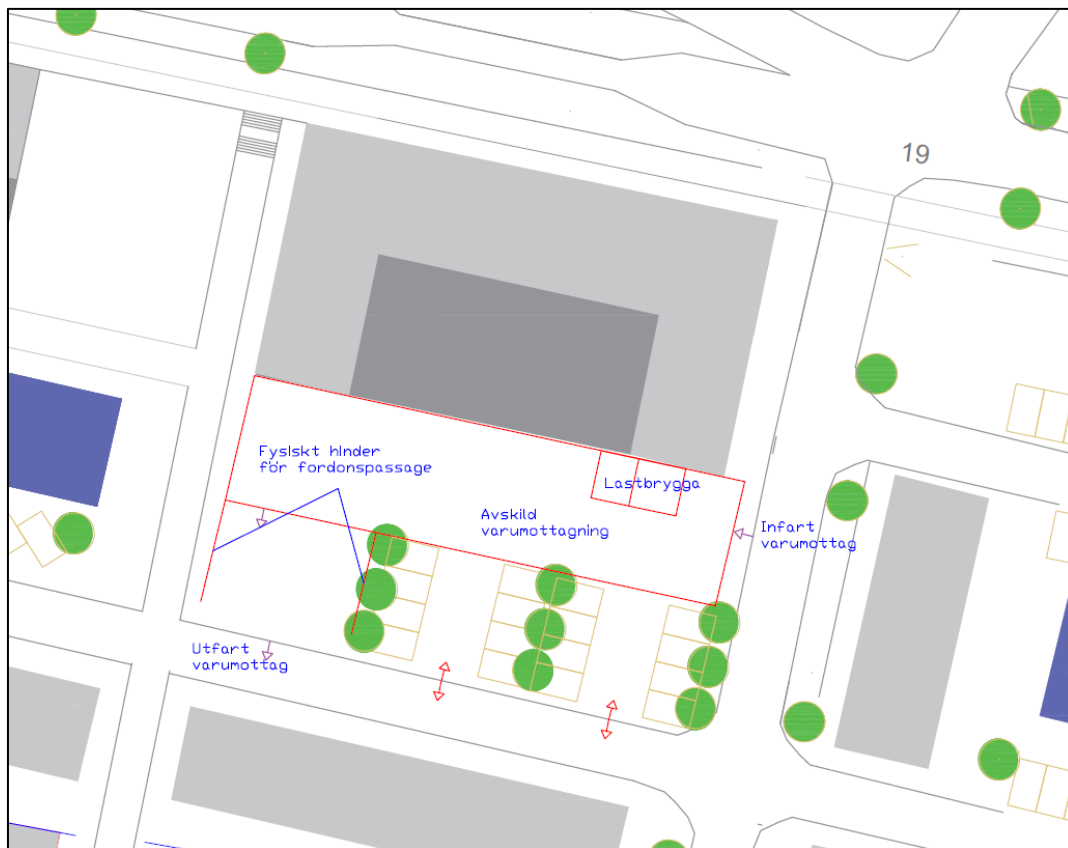 19
Fysiskt hinder
för fordonspassage
Lastbrygga
Avskild
varumottagning
Infart
varumottag
Utfart
varumottag